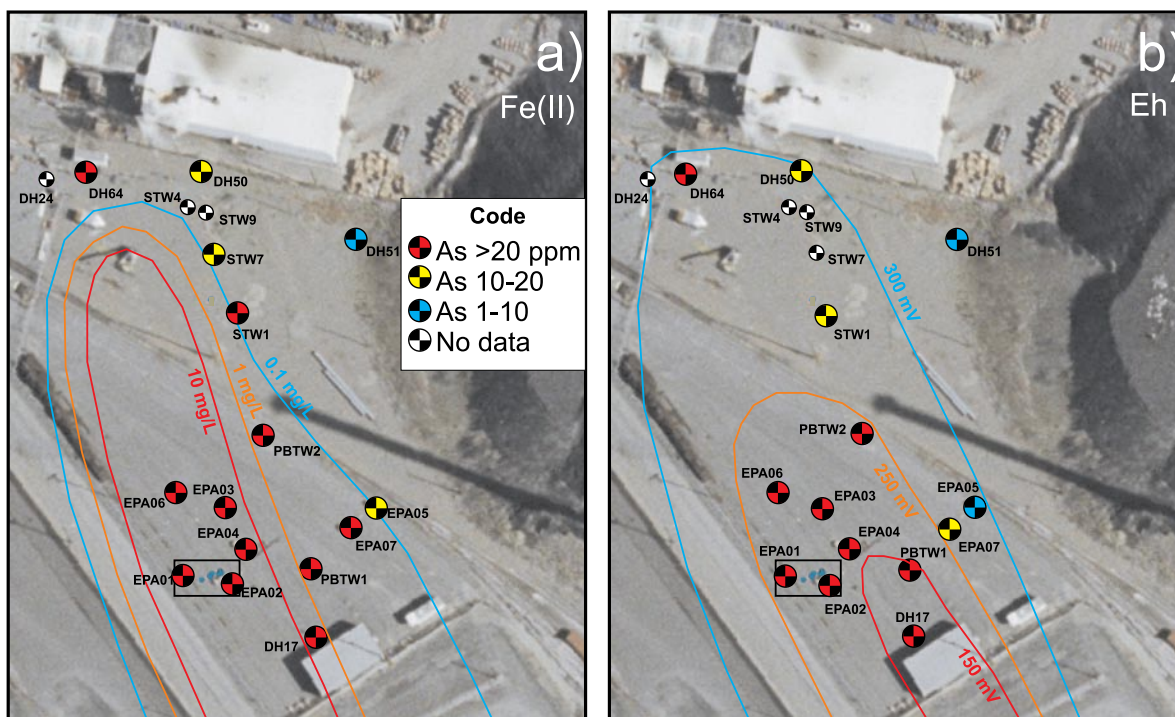 a)
Fe(II)
DH24
DH64
DH50
STW4
STW9
STW7
DH51
STW1
Code
As >20 ppm
As 10-20
As 1-10
No data
10 mg/L
1 mg/L
0.1 mg/L
PBTW2
EPA06
EPA03
EPA05
EPA04
EPA07
EPA01
EPA02
PBTW1
DH17
b)
Eh
DH24
DH64
DH50
STW4
STW9
STW7
DH51
STW1
300 mV
PBTW2
250 mV
EPA06
EPA03
EPA05
EPA04
EPA07
EPA01
EPA02
PBTW1
DH17
150 mV